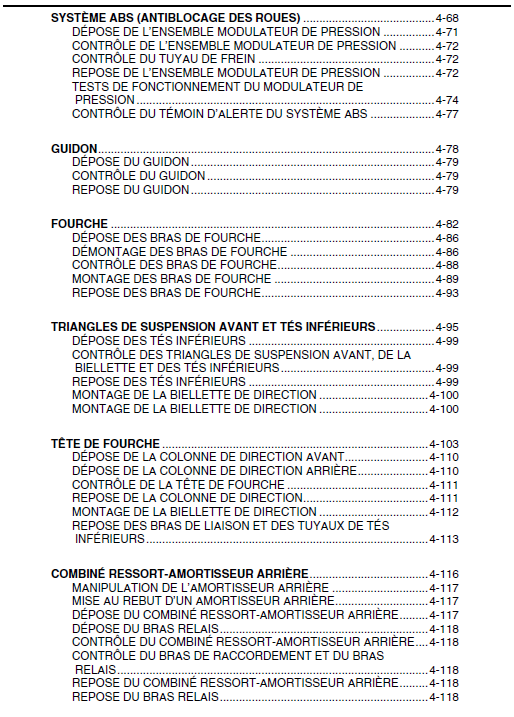 SYSTÈME ABS (ANTIBLOCAGE DES ROUES) ........................................ 4-68
DÉPOSE DE L'ENSEMBLE MODULATEUR DE PRESSION ................ 4-71
CONTRÔLE DE L'ENSEMBLE MODULATEUR DE PRESSION ........... 4-72
CONTRÔLE DU TUYAU DE FREIN ..................................................... 4-72
REPOSE DE L'ENSEMBLE MODULATEUR DE PRESSION ................ 4-72
TESTS DE FONCTIONNEMENT DU MODULATEUR DE
PRESSION .......................................................................................... 4-74
CONTRÔLE DU TÉMOIN D'ALERTE DU SYSTÈME ABS ................... 4-77
GUIDON...................................................................................................... 4-78
DÉPOSE DU GUIDON.......................................................................... 4-79
CONTRÔLE DU GUIDON ..................................................................... 4-79
REPOSE DU GUIDON.......................................................................... 4-79
FOURCHE .................................................................................................. 4-82
DÉPOSE DES BRAS DE FOURCHE.................................................... 4-86
DÉMONTAGE DES BRAS DE FOURCHE ............................................ 4-86
CONTRÔLE DES BRAS DE FOURCHE............................................... 4-88
MONTAGE DES BRAS DE FOURCHE ................................................ 4-89
REPOSE DES BRAS DE FOURCHE.................................................... 4-93
TRIANGLES DE SUSPENSION AVANT ET TÉS INFÉRIEURS ................. 4-95
DÉPOSE DES TÉS INFÉRIEURS ........................................................ 4-99
CONTRÔLE DES TRIANGLES DE SUSPENSION AVANT, DE LA
BIELLETTE ET DES TÉS INFÉRIEURS............................................... 4-99
REPOSE DES TÉS INFÉRIEURS ........................................................ 4-99
MONTAGE DE LA BIELLETTE DE DIRECTION ................................. 4-100
MONTAGE DE LA BIELLETTE DE DIRECTION ................................. 4-100
TÊTE DE FOURCHE ................................................................................ 4-103
DÉPOSE DE LA COLONNE DE DIRECTION AVANT......................... 4-110
DÉPOSE DE LA COLONNE DE DIRECTION ARRIÈRE..................... 4-110
CONTRÔLE DE LA TÊTE DE FOURCHE .......................................... 4-111
REPOSE DE LA COLONNE DE DIRECTION...................................... 4-111
MONTAGE DE LA BIELLETTE DE DIRECTION ................................. 4-112
REPOSE DES BRAS DE LIAISON ET DES TUYAUX DE TÉS
INFÉRIEURS...................................................................................... 4-113
COMBINÉ RESSORT-AMORTISSEUR ARRIÈRE.................................... 4-116
MANIPULATION DE L'AMORTISSEUR ARRIÈRE ............................. 4-117
MISE AU REBUT D'UN AMORTISSEUR ARRIÈRE............................ 4-117
DÉPOSE DU COMBINÉ RESSORT-AMORTISSEUR ARRIÈRE......... 4-117
DÉPOSE DU BRAS RELAIS................................................................ 4-118
CONTRÔLE DU COMBINÉ RESSORT-AMORTISSEUR ARRIÈRE.... 4-118
CONTRÔLE DU BRAS DE RACCORDEMENT ET DU BRAS
RELAIS............................................................................................... 4-118
REPOSE DU COMBINÉ RESSORT-AMORTISSEUR ARRIÈRE......... 4-118
REPOSE DU BRAS RELAIS................................................................ 4-118